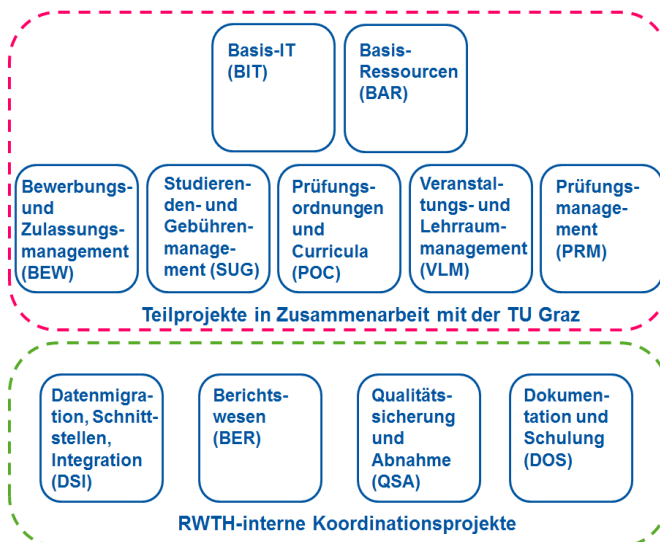 Basis-IT
(BIT)
Basis-
Ressourcen
(BAR)
Bewerbungs-
und
Zulassungs-
management
(BEW)
Studieren-
den- und
Gebühren-
manage-
ment (SUG)
Prüfungs-
ordnungen
und
Curricula
(POC)
Veranstal-
tungs- und
Lehrraum-
management
(VLM)
Prüfungs-
manage-
ment
(PRM)
Teilprojekte in Zusammenarbeit mit der TU Graz
Datenmigra-
tion, Schnitt-
stellen,
Integration
(DSI)
Berichts-
wesen
(BER)
Qualitäts-
sicherung
und
Abnahme
(QSA)
Dokumen-
tation und
Schulung
(DOS)
RWTH-interne Koordinationsprojekte